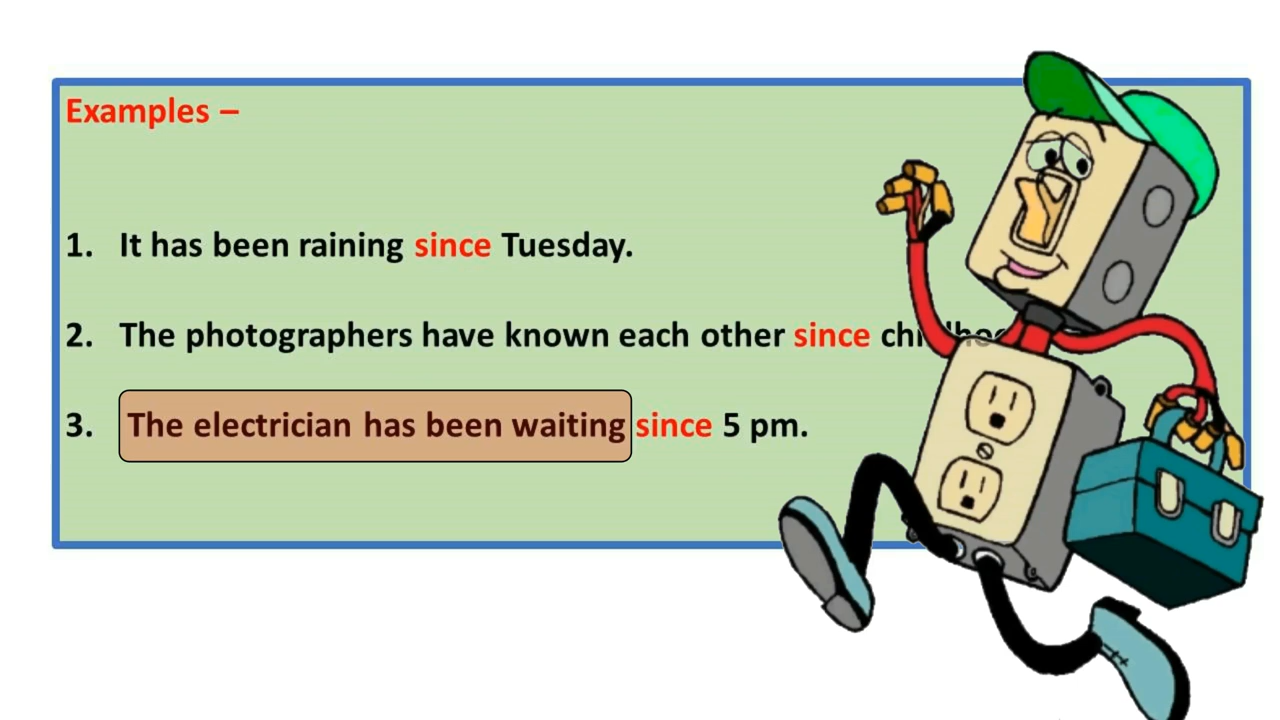 Examples –
1. It has been raining since Tuesday.
2. The photographers have known each other since
3. The electrician has been waiting since 5 pm.